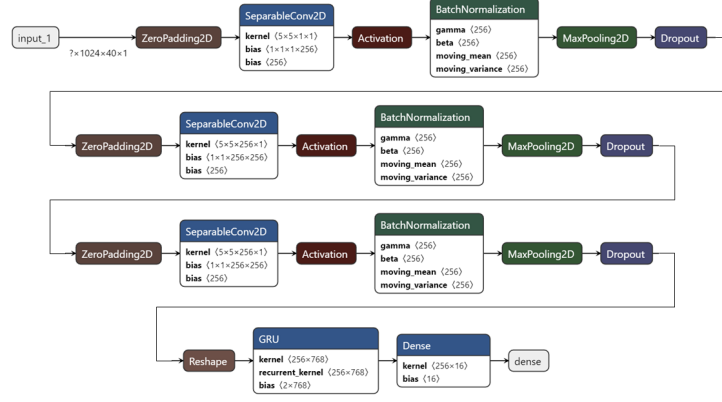 input_1
?×1024×40×1
ZeroPadding2D
SeparableConv2D
kernel ⟨5×5×1×1⟩
bias ⟨1×1×1×256⟩
bias ⟨256⟩
Activation
BatchNormalization
gamma ⟨256⟩
beta ⟨256⟩
moving_mean ⟨256⟩
moving_variance ⟨256⟩
MaxPooling2D
Dropout
ZeroPadding2D
SeparableConv2D
kernel ⟨5×5×256×1⟩
bias ⟨1×1×256×256⟩
bias ⟨256⟩
Activation
BatchNormalization
gamma ⟨256⟩
beta ⟨256⟩
moving_mean ⟨256⟩
moving_variance ⟨256⟩
MaxPooling2D
Dropout
ZeroPadding2D
SeparableConv2D
kernel ⟨5×5×256×1⟩
bias ⟨1×1×256×256⟩
bias ⟨256⟩
Activation
BatchNormalization
gamma ⟨256⟩
beta ⟨256⟩
moving_mean ⟨256⟩
moving_variance ⟨256⟩
MaxPooling2D
Dropout
Reshape
GRU
kernel ⟨256×768⟩
recurrent_kernel ⟨256×768⟩
bias ⟨2×768⟩
Dense
kernel ⟨256×16⟩
bias ⟨16⟩
dense